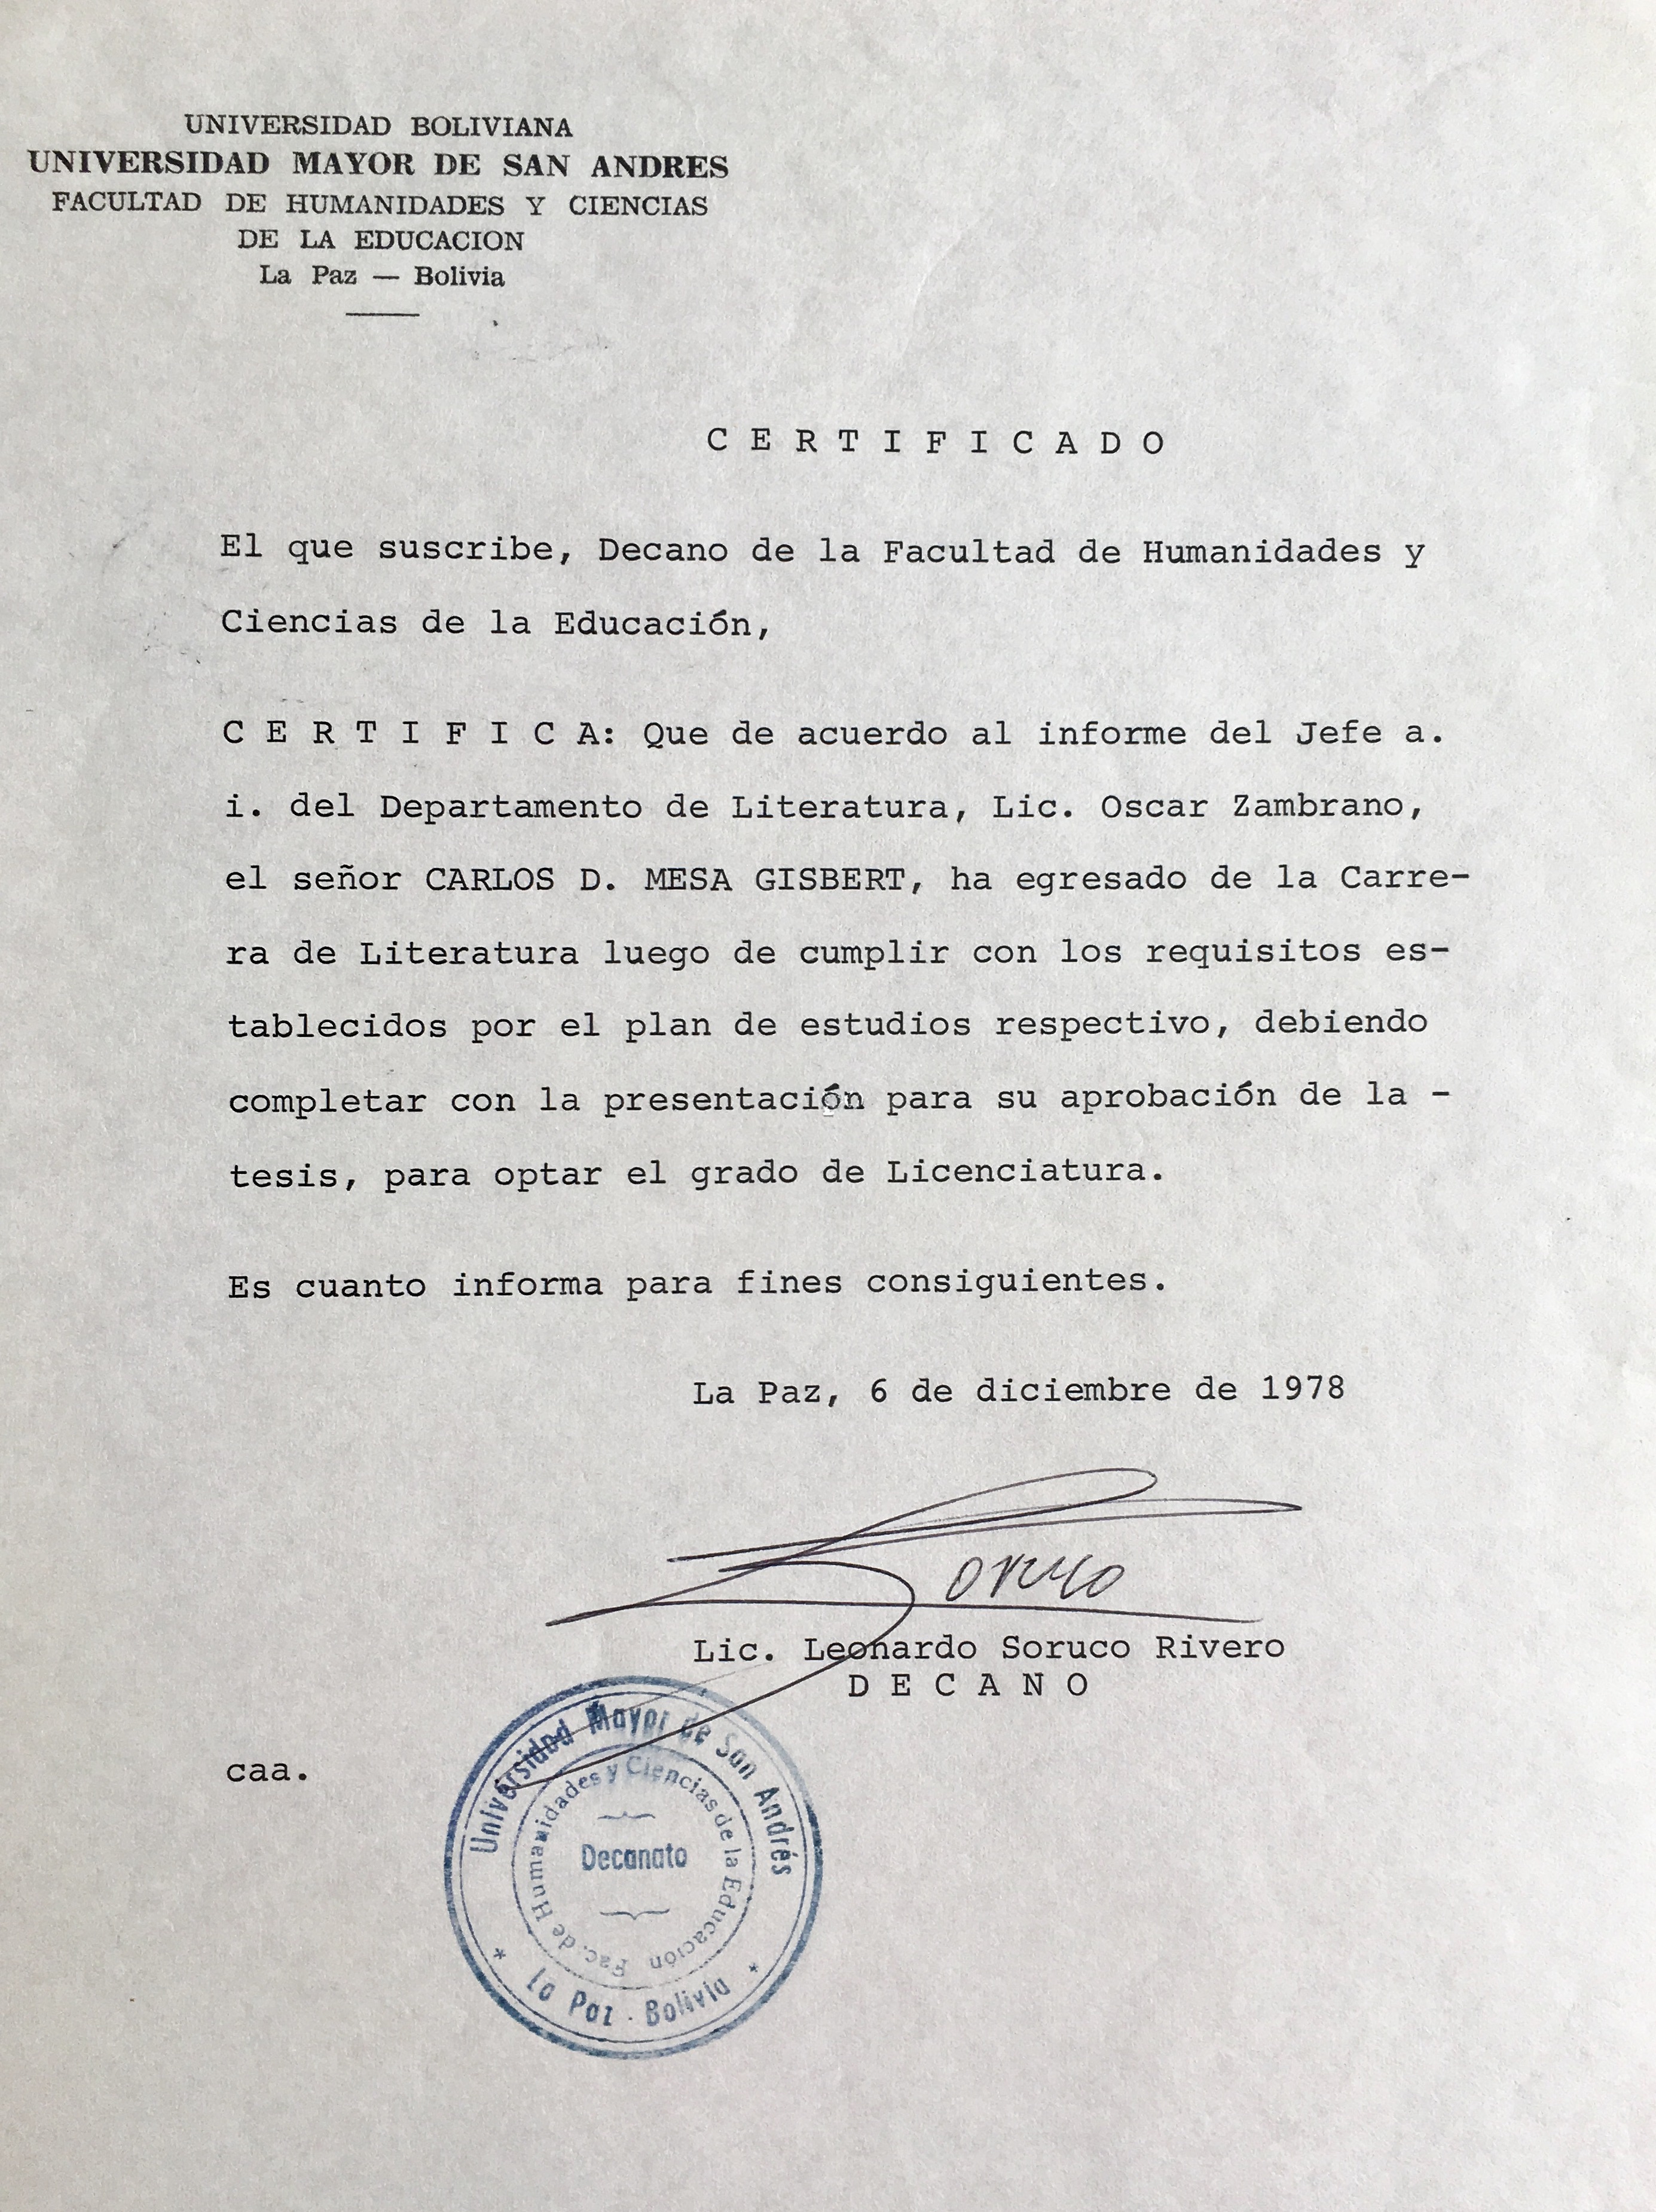 UNIVERSIDAD BOLIVIANA
UNIVERSIDAD MAYOR DE SAN ANDRES
FACULTAD DE HUMANIDADES Y CIENCIAS
DE LA EDUCACION
La Paz — Bolivia
C E R T I F I C A D O
El que suscribe, Decano de la Facultad de Humanidades y
Ciencias de la Educación,
C E R T I F I C A: Que de acuerdo al informe del Jefe a.
i. del Departamento de Literatura, Lic. Oscar Zambrano,
el señor CARLOS D. MESA GISBERT, ha egresado de la Carre-
ra de Literatura luego de cumplir con los requisitos es-
tablecidos por el plan de estudios respectivo, debiendo
completar con la presentación para su aprobación de la -
tesis, para optar el grado de Licenciatura.
Es cuanto informa para fines consiguientes.
La Paz, 6 de diciembre de 1978
Soruco
Lic. Leonardo Soruco Rivero
D E C A N O
caa.
Universidad Mayor de San Andrés
Fac. de Humanidades y Ciencias de la Educación
Decanato
* La Paz . Bolivia *